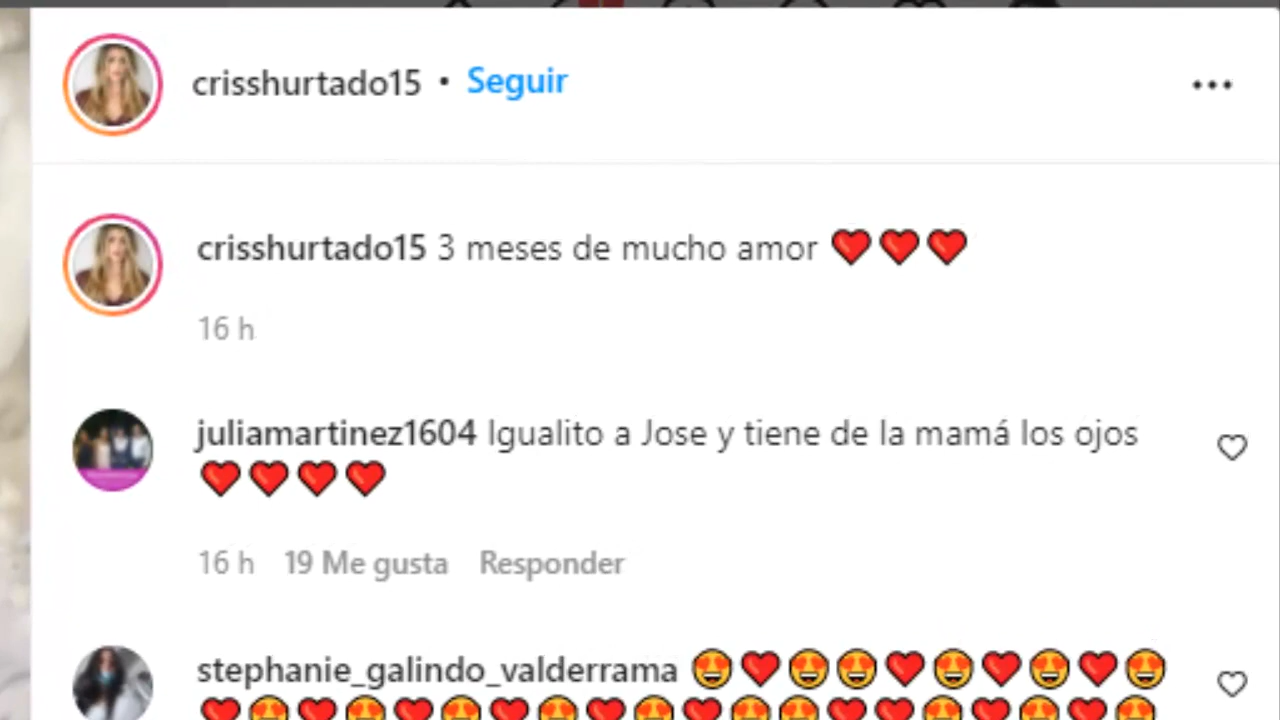 crisshurtado15 • Seguir
crisshurtado15 3 meses de mucho amor ❤️❤️❤️
16 h
juliamartinez1604 Igualito a Jose y tiene de la mamá los ojos
❤️❤️❤️❤️
16 h 19 Me gusta Responder
stephanie_galindo_valderrama 😍❤️😍😍❤️😍❤️😍❤️😍
❤️😍❤️😍❤️😍❤️😍❤️😍❤️😍😍❤️❤️😍❤️😍❤️😍